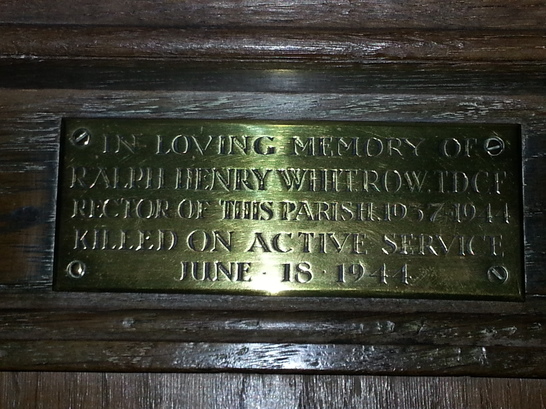 IN LOVING MEMORY OF
RALPH HENRY WHITROW. T.D C.F
RECTOR OF THIS PARISH. 1937-1944
KILLED ON ACTIVE SERVICE
JUNE · 18 · 1944